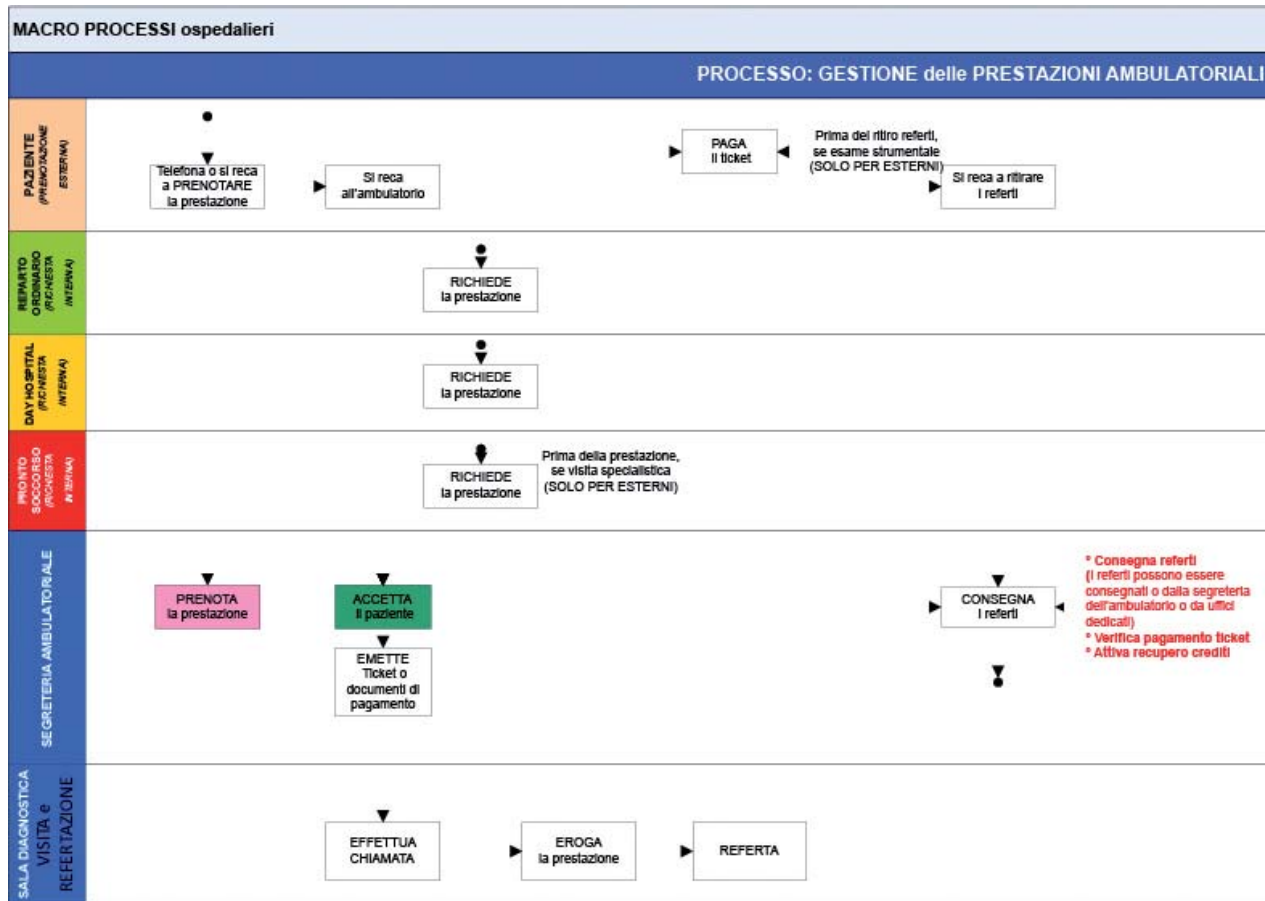 MACRO PROCESSI ospedalieri
PROCESSO: GESTIONE delle PRESTAZIONI AMBULATORIALI
PAZIENTE
(PRENOTAZIONE
ESTERNA)
Telefona o si reca
a PRENOTARE
la prestazione
Si reca
all'ambulatorio
PAGA
il ticket
Prima del ritiro referti,
se esame strumentale
(SOLO PER ESTERNI)
Si reca a ritirare
i referti
REPARTO
ORDINARIO
(RICHIESTA
INTERNA)
RICHIEDE
la prestazione
DAY HOSPITAL
(RICHIESTA
INTERNA)
RICHIEDE
la prestazione
PRONTO
SOCCORSO
(RICHIESTA
INTERNA)
RICHIEDE
la prestazione
Prima della prestazione,
se visita specialistica
(SOLO PER ESTERNI)
SEGRETERIA AMBULATORIALE
PRENOTA
la prestazione
ACCETTA
il paziente
EMETTE
Ticket o
documenti di
pagamento
CONSEGNA
i referti
* Consegna referti
(i referti possono essere
consegnati o dalla segreteria
dell'ambulatorio o da uffici
dedicati)
* Verifica pagamento ticket
* Attiva recupero crediti
SALA DIAGNOSTICA
VISITA e
REFERTAZIONE
EFFETTUA
CHIAMATA
EROGA
la prestazione
REFERTA